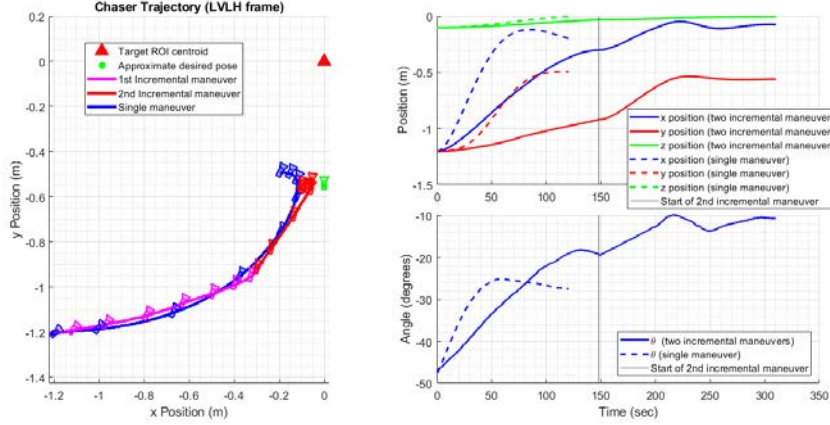 Chaser Trajectory (LVLH frame)
0.2
0
-0.2
-0.4
-0.6
-0.8
-1
-1.2
-1.4
y Position (m)
Target ROI centroid
Approximate desired pose
1st Incremental maneuver
2nd Incremental maneuver
Single maneuver
-1.2 -1 -0.8 -0.6 -0.4 -0.2 0
x Position (m)
0
-0.5
-1
-1.5
Position (m)
x position (two incremental maneuver
y position (two incremental maneuver
z position (two incremental maneuver
x position (single maneuver)
y position (single maneuver)
z position (single maneuver)
Start of 2nd incremental maneuver
0 50 100 150
-10
-20
-30
-40
-50
Angle (degrees)
θ (two incremental maneuvers)
θ (single maneuver)
Start of 2nd incremental maneuver
0 50 100 150 200 250 300 350
Time (sec)